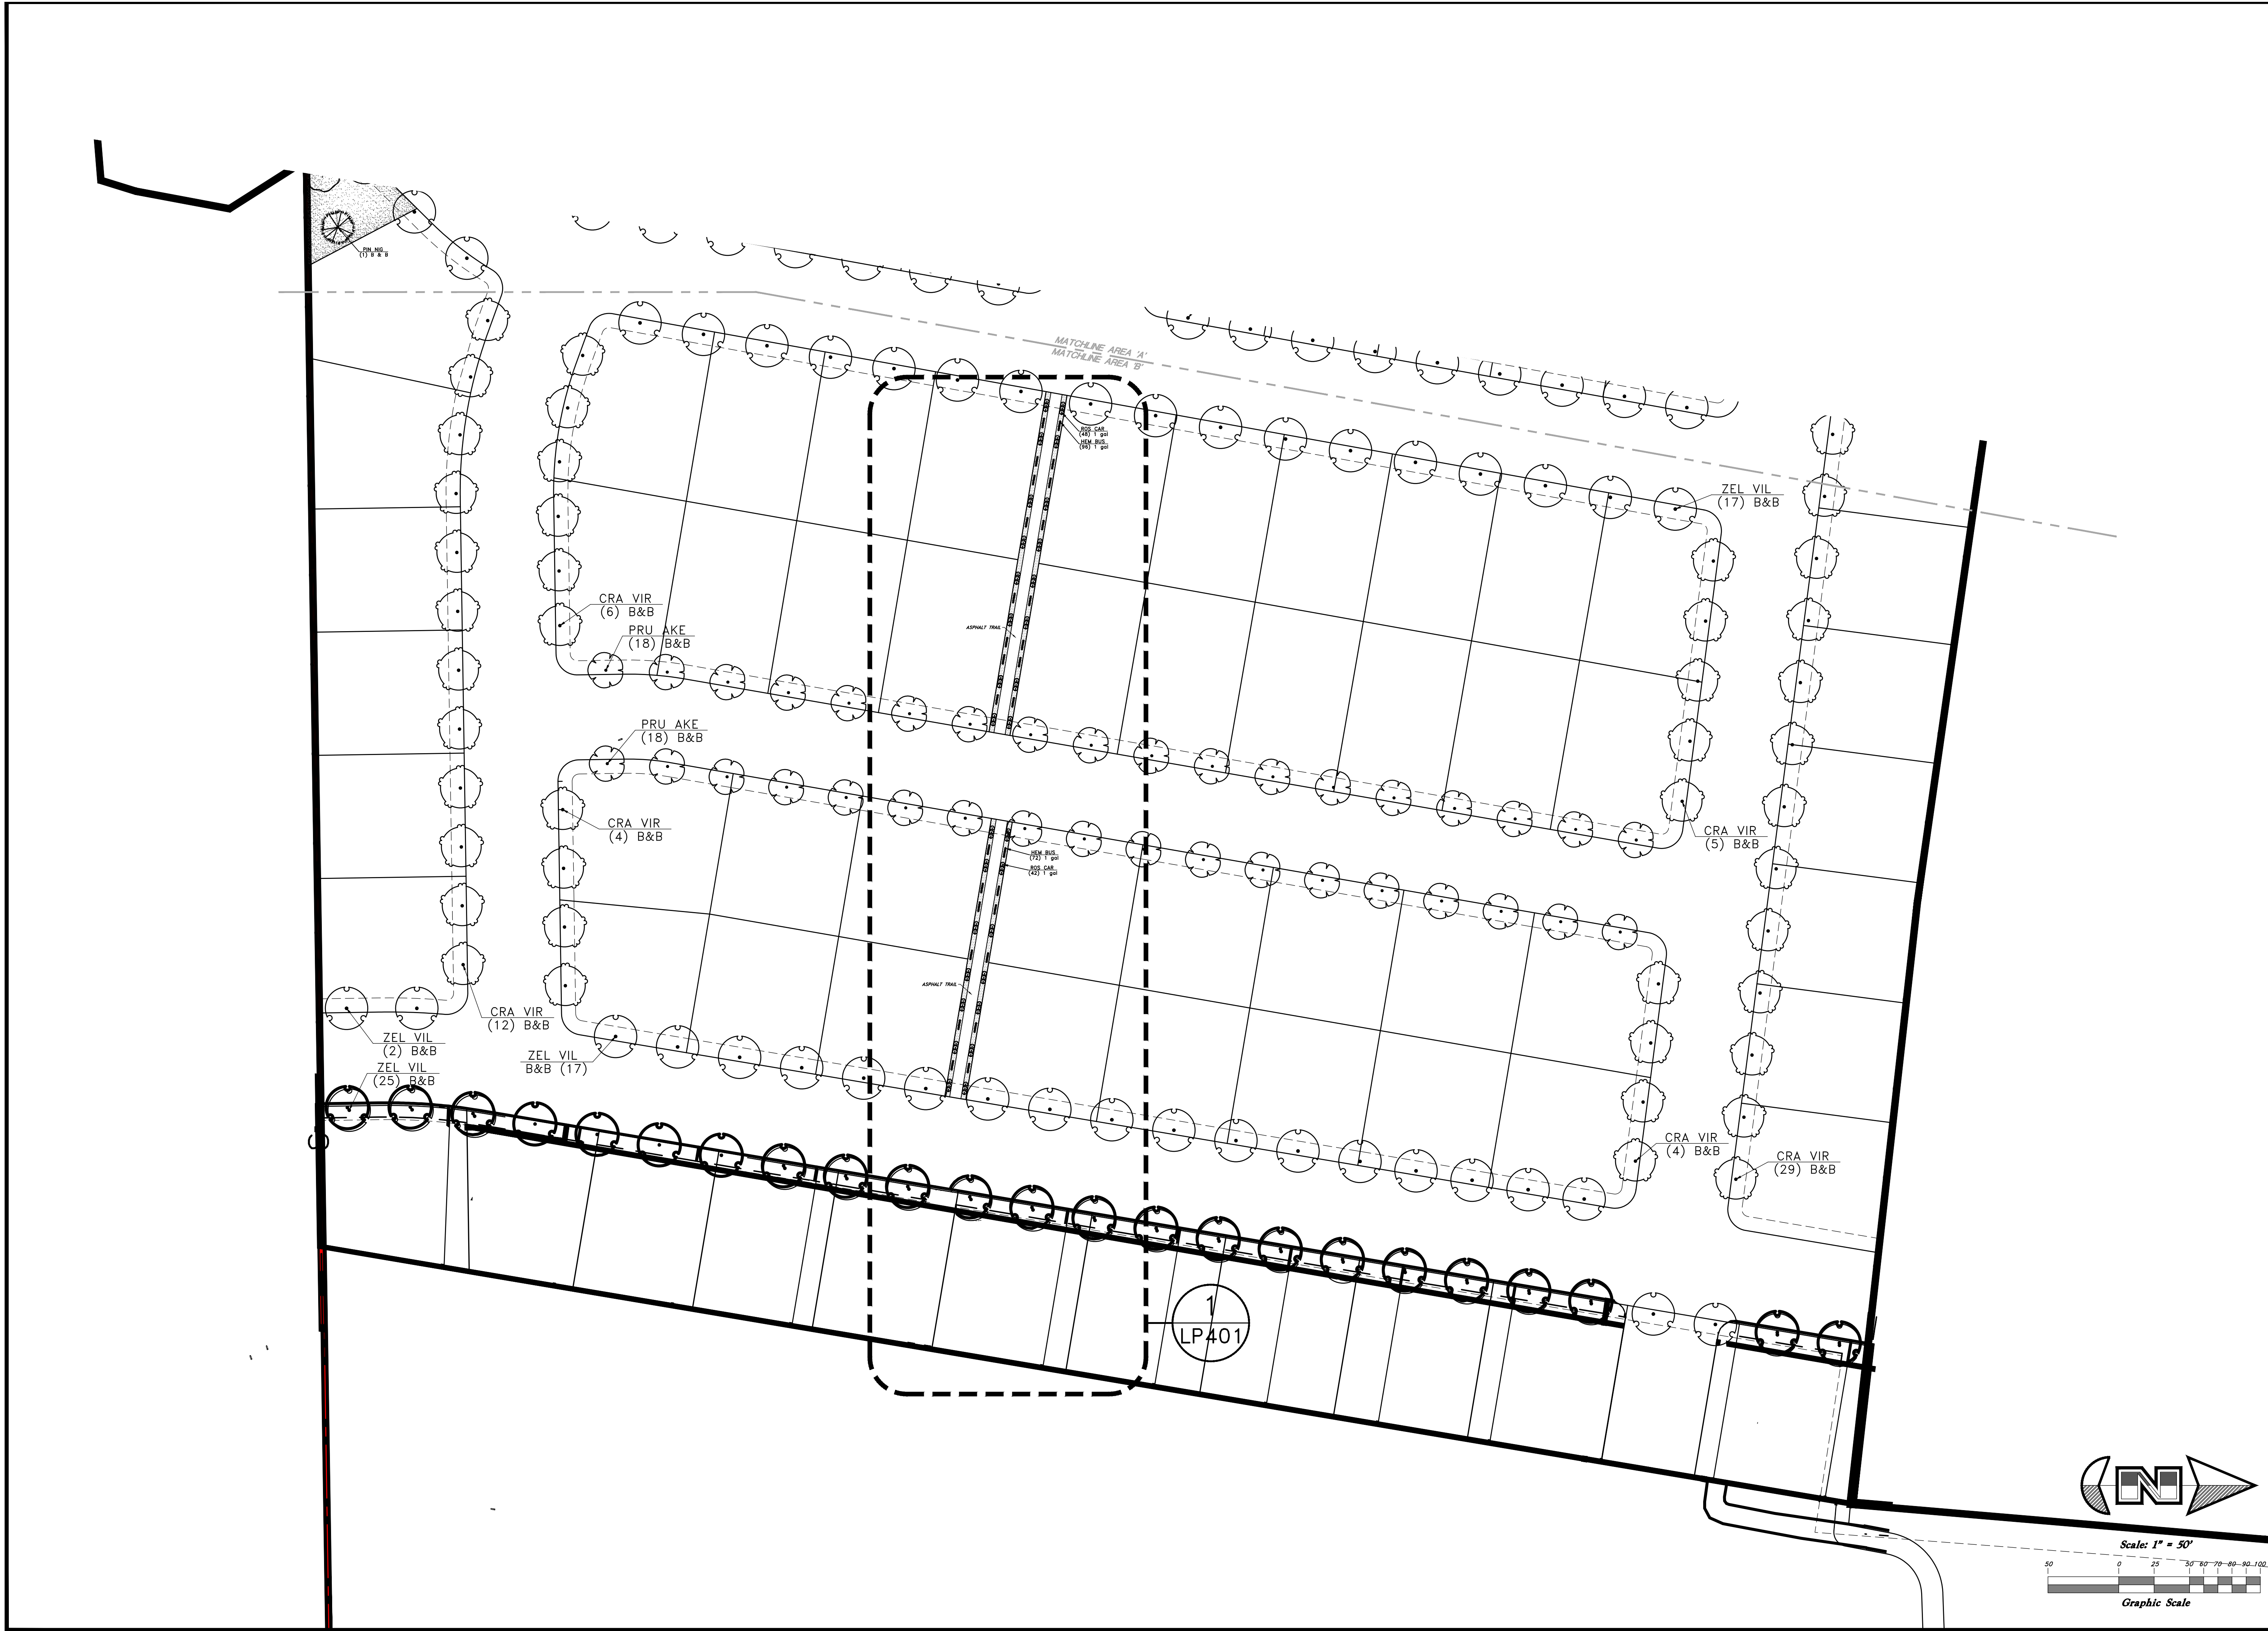 PIN NIG
(1) B & B
MATCHLINE AREA 'A'
MATCHLINE AREA 'B'
ROS CAR
(48) 1 gal
HEM BUS
(96) 1 gal
ZEL VIL
(17) B&B
CRA VIR
(6) B&B
PRU AKE
(18) B&B
ASPHALT TRAIL
PRU AKE
(18) B&B
CRA VIR
(4) B&B
CRA VIR
(5) B&B
HEM BUS
(72) 1 gal
ROS CAR
(42) 1 gal
ASPHALT TRAIL
CRA VIR
(12) B&B
ZEL VIL
(2) B&B
ZEL VIL
B&B (17)
ZEL VIL
(25) B&B
CRA VIR
(4) B&B
CRA VIR
(29) B&B
1
LP401
N
Scale: 1" = 50'
50 0 25 50 60 70 80 90 100
Graphic Scale